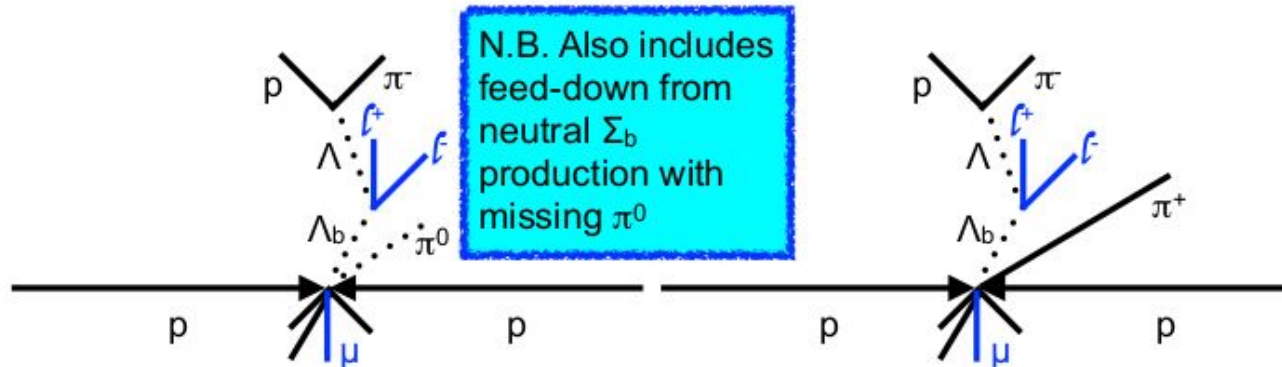 N.B. Also includes
feed-down from
neutral Σb
production with
missing π⁰
p π⁻
ℓ⁺
Λ ℓ⁻
Λb π⁰
p p
μ
p π⁻
ℓ⁺
Λ ℓ⁻
Λb π⁺
p p
μ